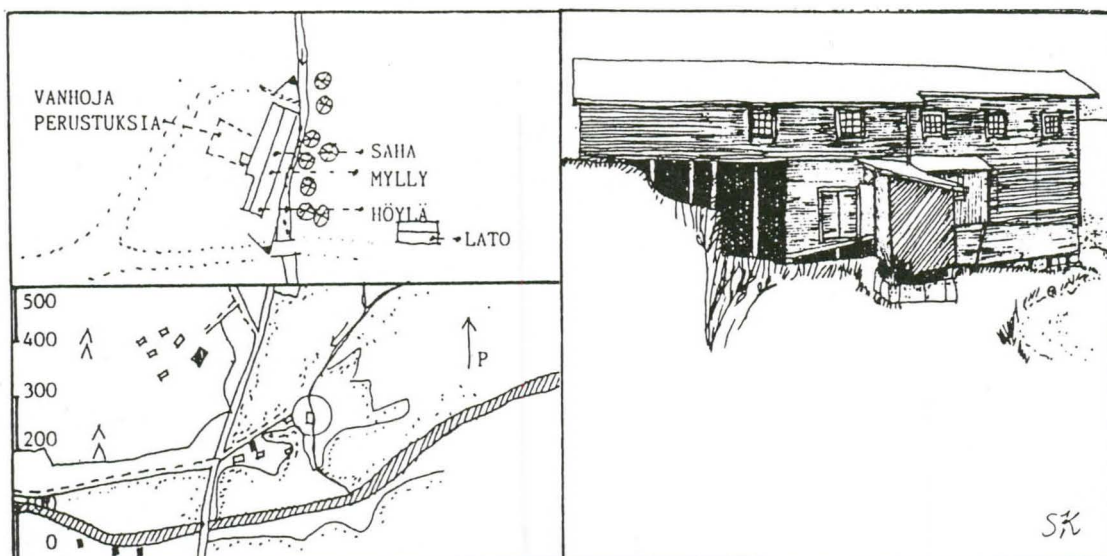 VANHOJA
PERUSTUKSIA
SAHA
MYLLY
HÖYLÄ
LATO
500
400
300
200
0
P
SK